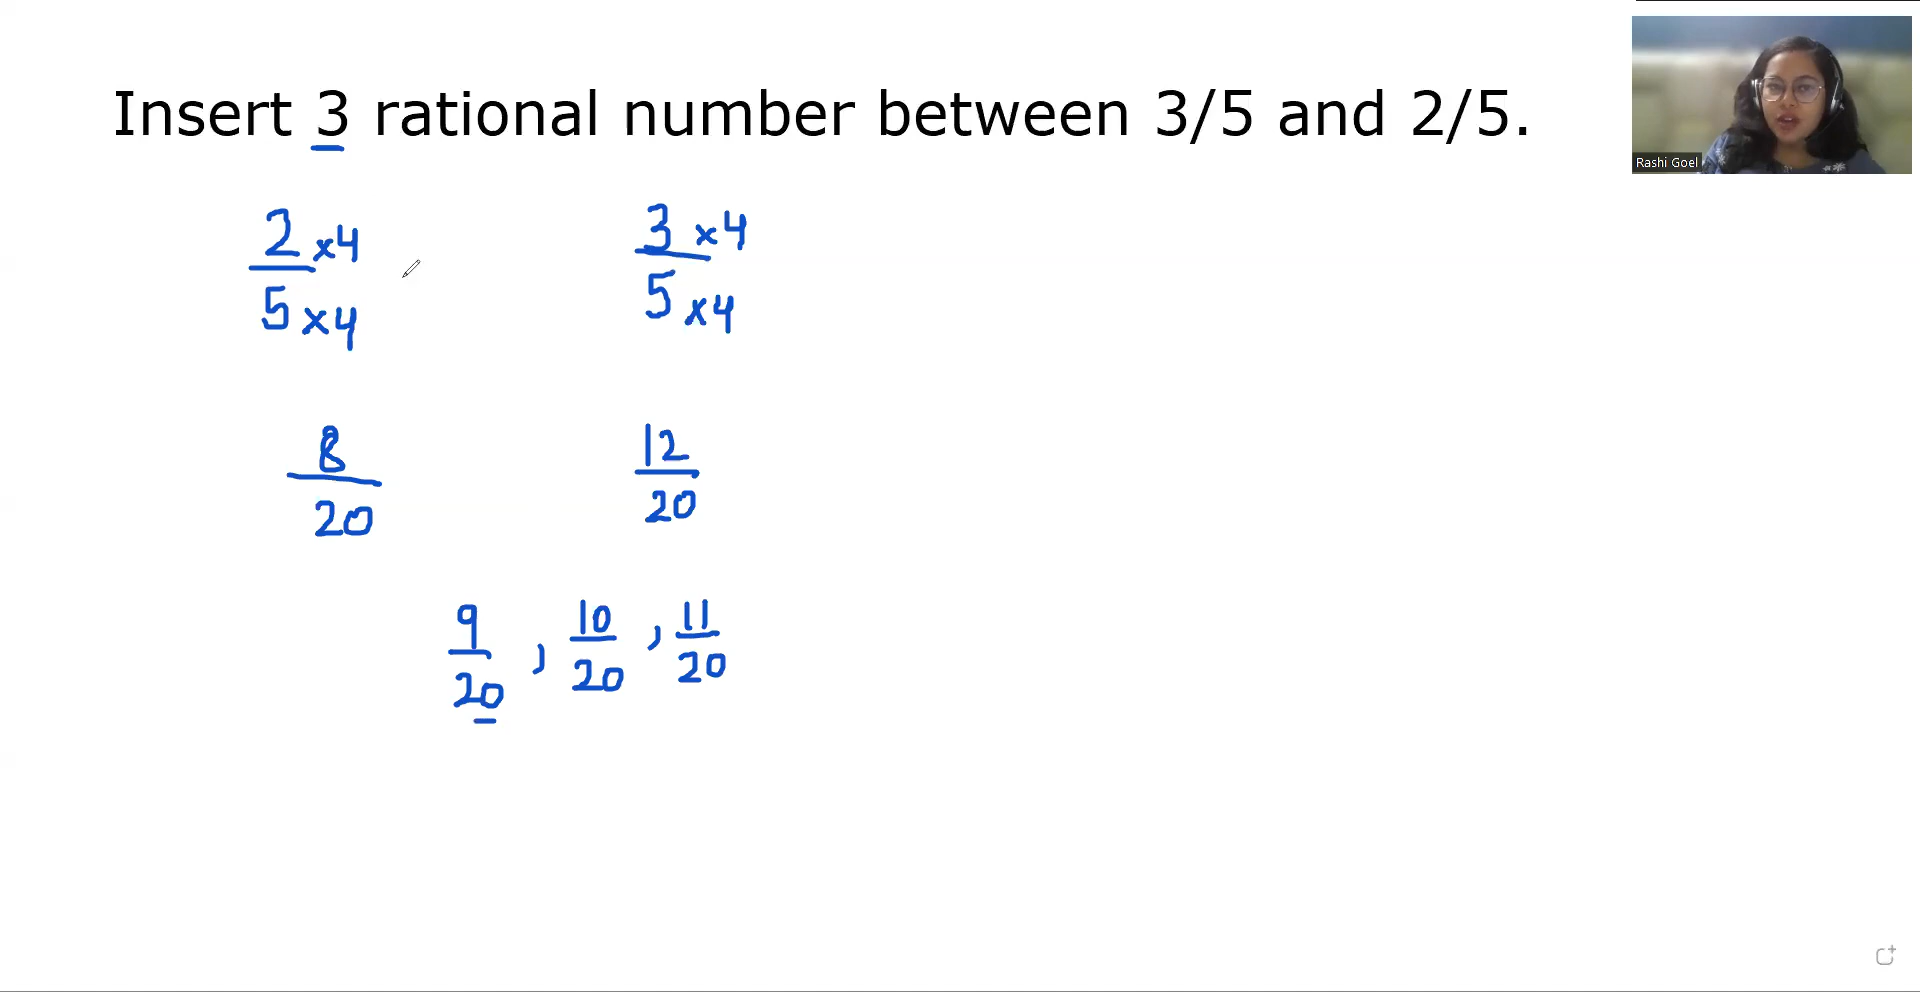 Insert 3 rational number between 3/5 and 2/5.
Rashi Goel
2 ×4
5 ×4
3 ×4
5 ×4
8
20
12
20
9 , 10 , 11
20 20 20